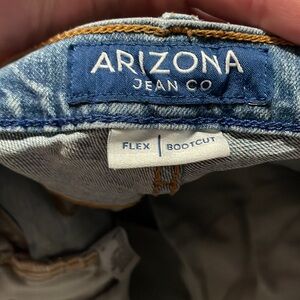 ARIZONA
JEAN CO
FLEX | BOOTCUT